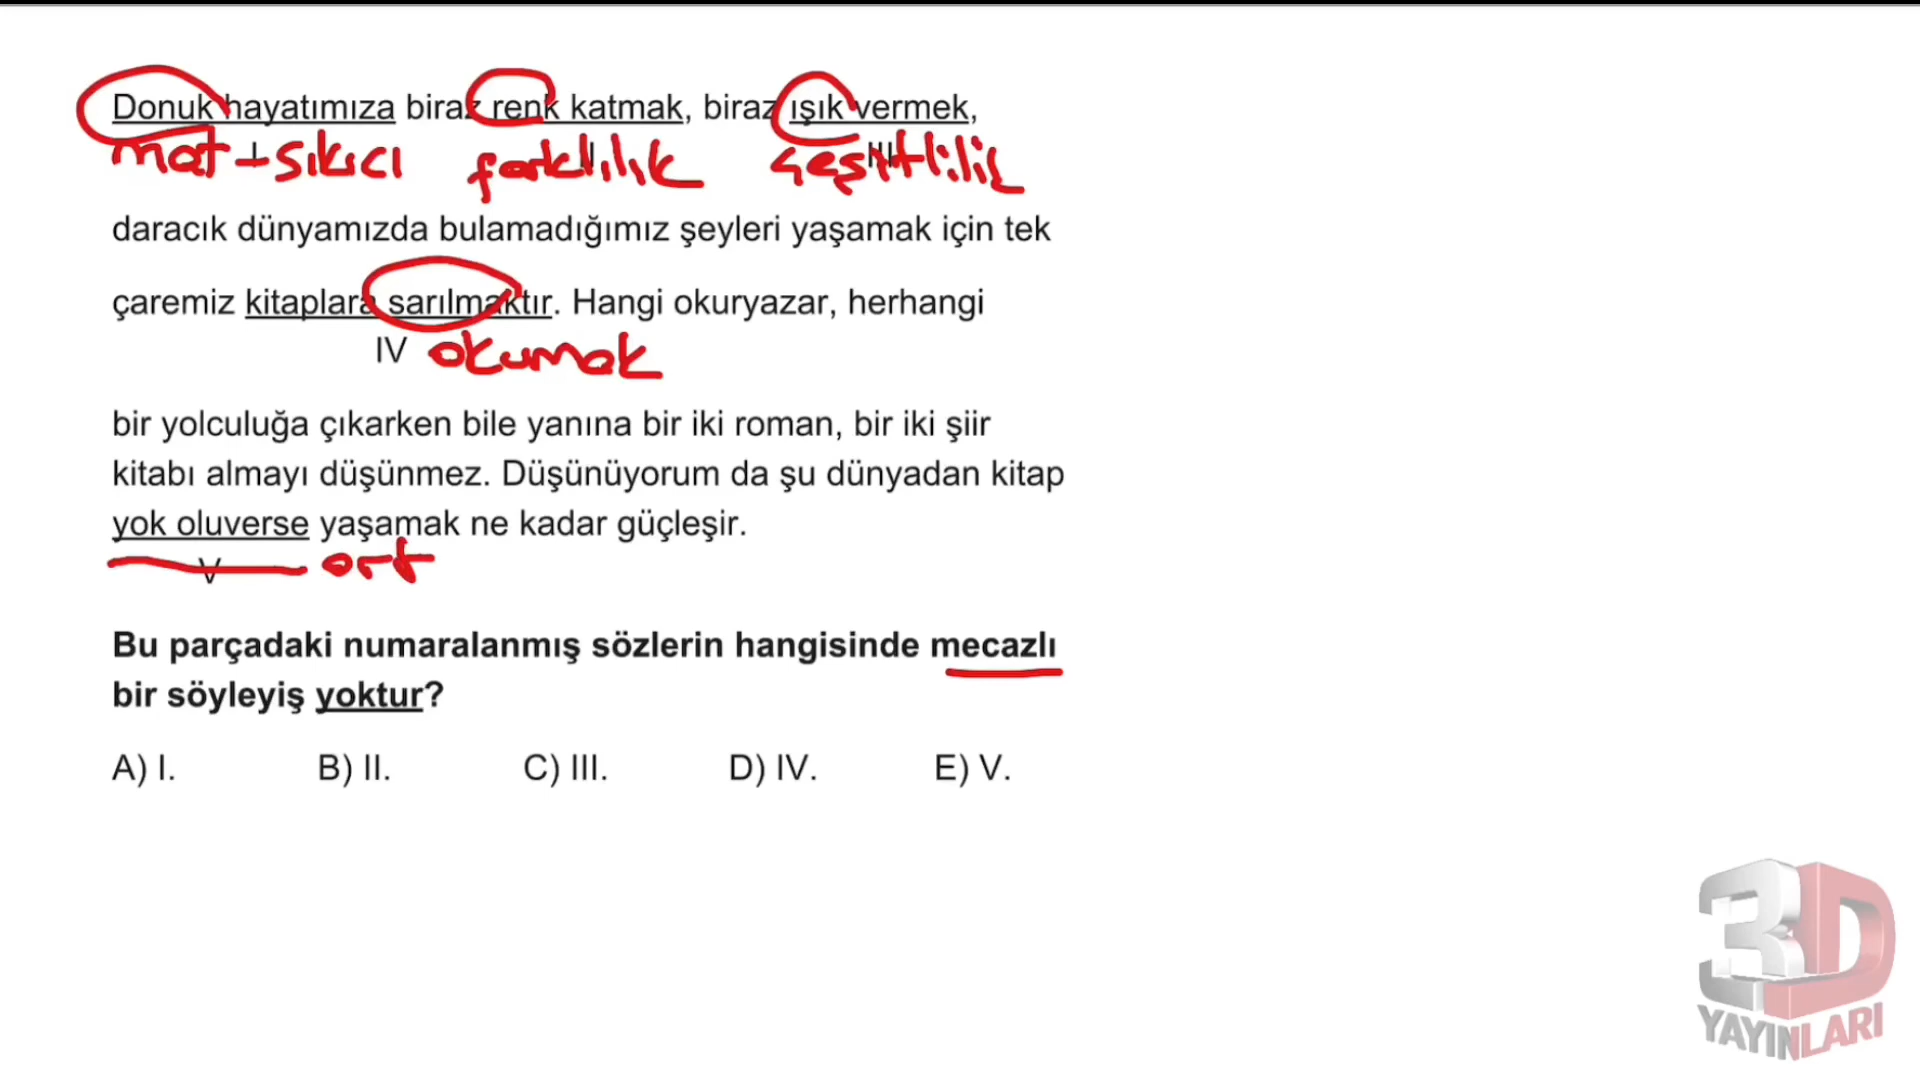 Donuk hayatımıza biraz renk katmak, biraz ışık vermek,
I II III
mat - sıkıcı farklılık çeşitlilik
daracık dünyamızda bulamadığımız şeyleri yaşamak için tek
çaremiz kitaplara sarılmaktır. Hangi okuryazar, herhangi
IV okumak
bir yolculuğa çıkarken bile yanına bir iki roman, bir iki şiir
kitabı almayı düşünmez. Düşünüyorum da şu dünyadan kitap
yok oluverse yaşamak ne kadar güçleşir.
V ort
Bu parçadaki numaralanmış sözlerin hangisinde mecazlı
bir söyleyiş yoktur?
A) I. B) II. C) III. D) IV. E) V.
3D
YAYINLARI